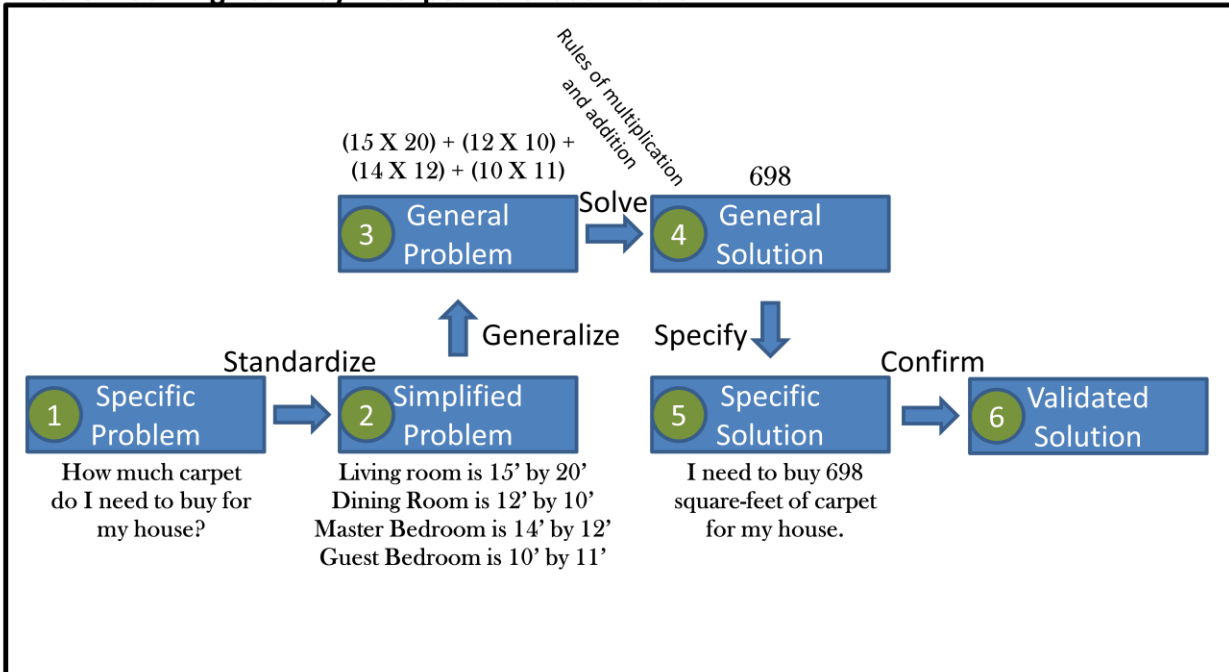 Rules of multiplication
and addition
(15 X 20) + (12 X 10) +
(14 X 12) + (10 X 11)
698
Solve
3
General
Problem
4
General
Solution
Generalize
Specify
Standardize
Confirm
1
Specific
Problem
2
Simplified
Problem
5
Specific
Solution
6
Validated
Solution
How much carpet
do I need to buy for
my house?
Living room is 15’ by 20’
Dining Room is 12’ by 10’
Master Bedroom is 14’ by 12’
Guest Bedroom is 10’ by 11’
I need to buy 698
square-feet of carpet
for my house.